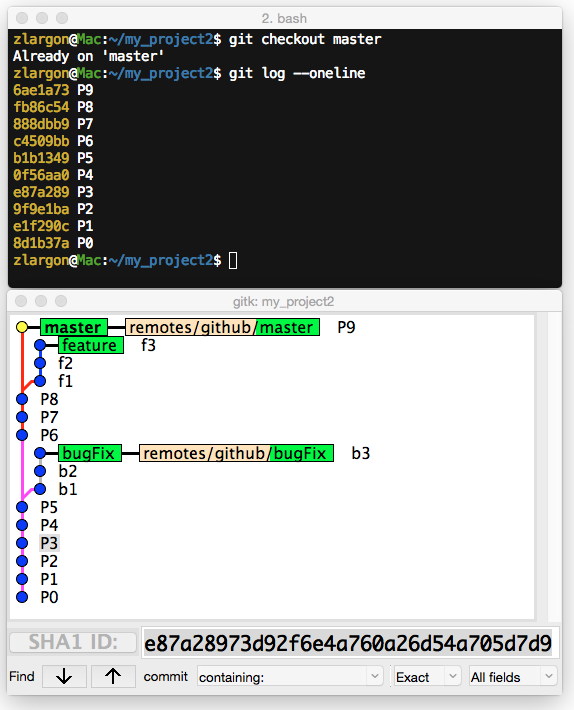 2. bash
zlargon@Mac:~/my_project2$ git checkout master
Already on 'master'
zlargon@Mac:~/my_project2$ git log --oneline
6ae1a73 P9
fb86c54 P8
888dbb9 P7
c4509bb P6
b1b1349 P5
0f56aa0 P4
e87a289 P3
9f9e1ba P2
e1f290c P1
8d1b37a P0
zlargon@Mac:~/my_project2$
gitk: my_project2
master remotes/github/master P9
feature f3
f2
f1
P8
P7
P6
bugFix remotes/github/bugFix b3
b2
b1
P5
P4
P3
P2
P1
P0
SHA1 ID: e87a28973d92f6e4a760a26d54a705d7d9
Find ↓ ↑ commit containing: Exact All fields